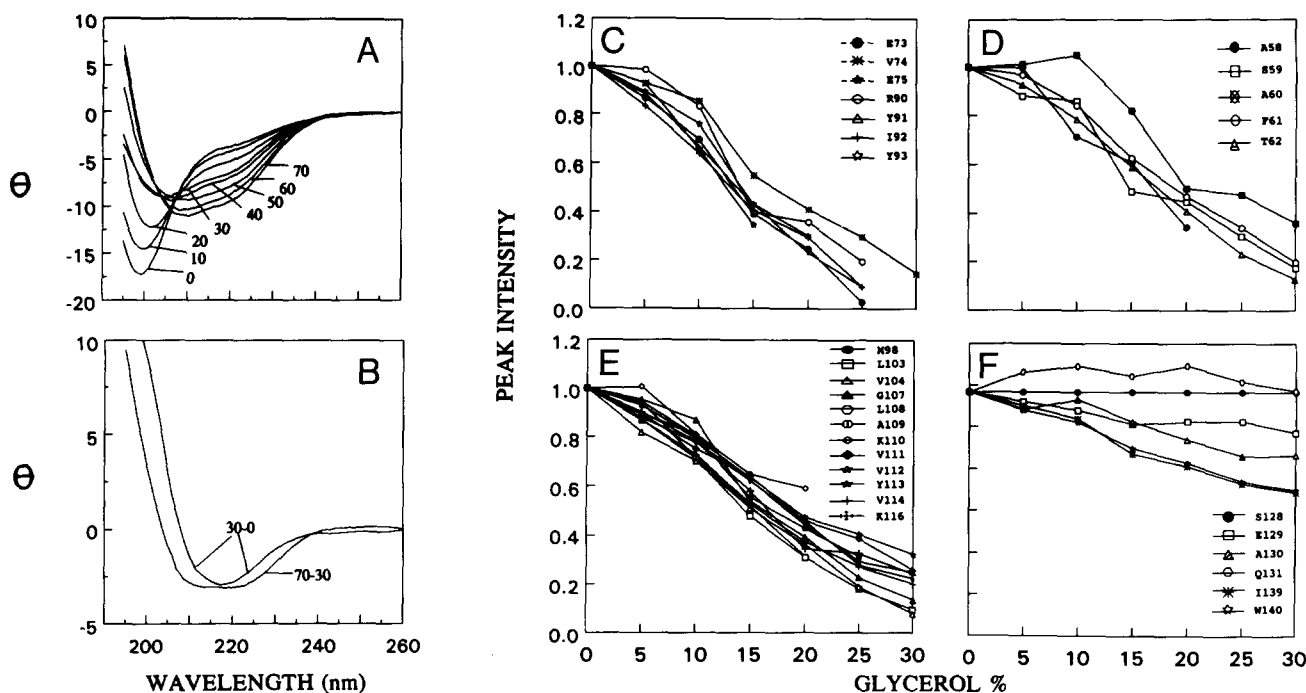 A
10
5
0
-5
-10
-15
-20
θ
70
60
50
40
30
20
10
0
B
10
5
0
-5
θ
30-0
70-30
200 220 240 260
WAVELENGTH (nm)
PEAK INTENSITY
C
1.2
1.0
0.8
0.6
0.4
0.2
0.0
E73
V74
E75
R90
Y91
I92
Y93
D
A58
S59
A60
F61
T62
E
1.2
1.0
0.8
0.6
0.4
0.2
0.0
N98
L103
V104
G107
L108
A109
K110
V111
V112
Y113
V114
K116
0 5 10 15 20 25 30
F
S128
E129
A130
Q131
I139
W140
0 5 10 15 20 25 30
GLYCEROL %